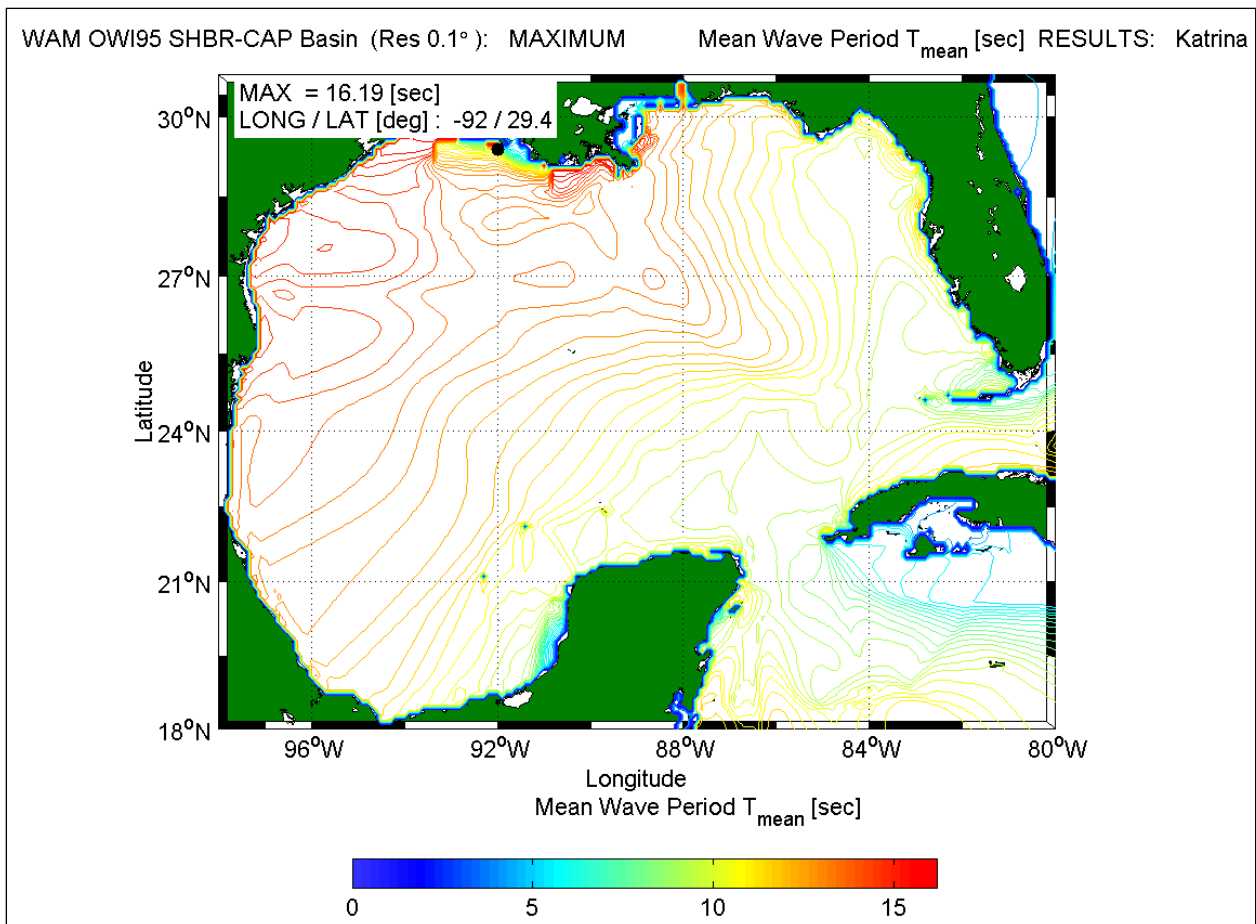 WAM OWI95 SHBR-CAP Basin (Res 0.1° ): MAXIMUM Mean Wave Period Tmean [sec] RESULTS: Katrina
MAX = 16.19 [sec]
LONG / LAT [deg] : -92 / 29.4
30°N
27°N
24°N
21°N
18°N
Latitude
96°W 92°W 88°W 84°W 80°W
Longitude
Mean Wave Period Tmean [sec]
0 5 10 15